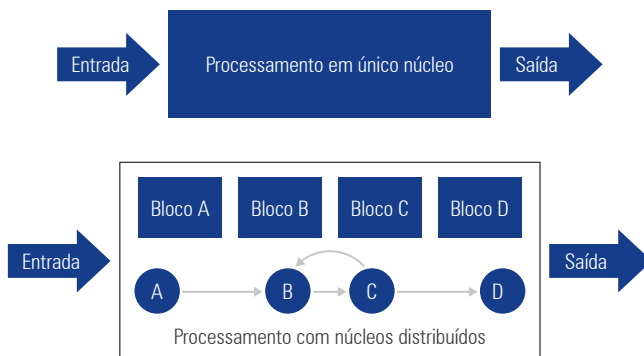 Entrada
Processamento em único núcleo
Saída
Bloco A
Bloco B
Bloco C
Bloco D
Entrada
Saída
A
B
C
D
Processamento com núcleos distribuídos